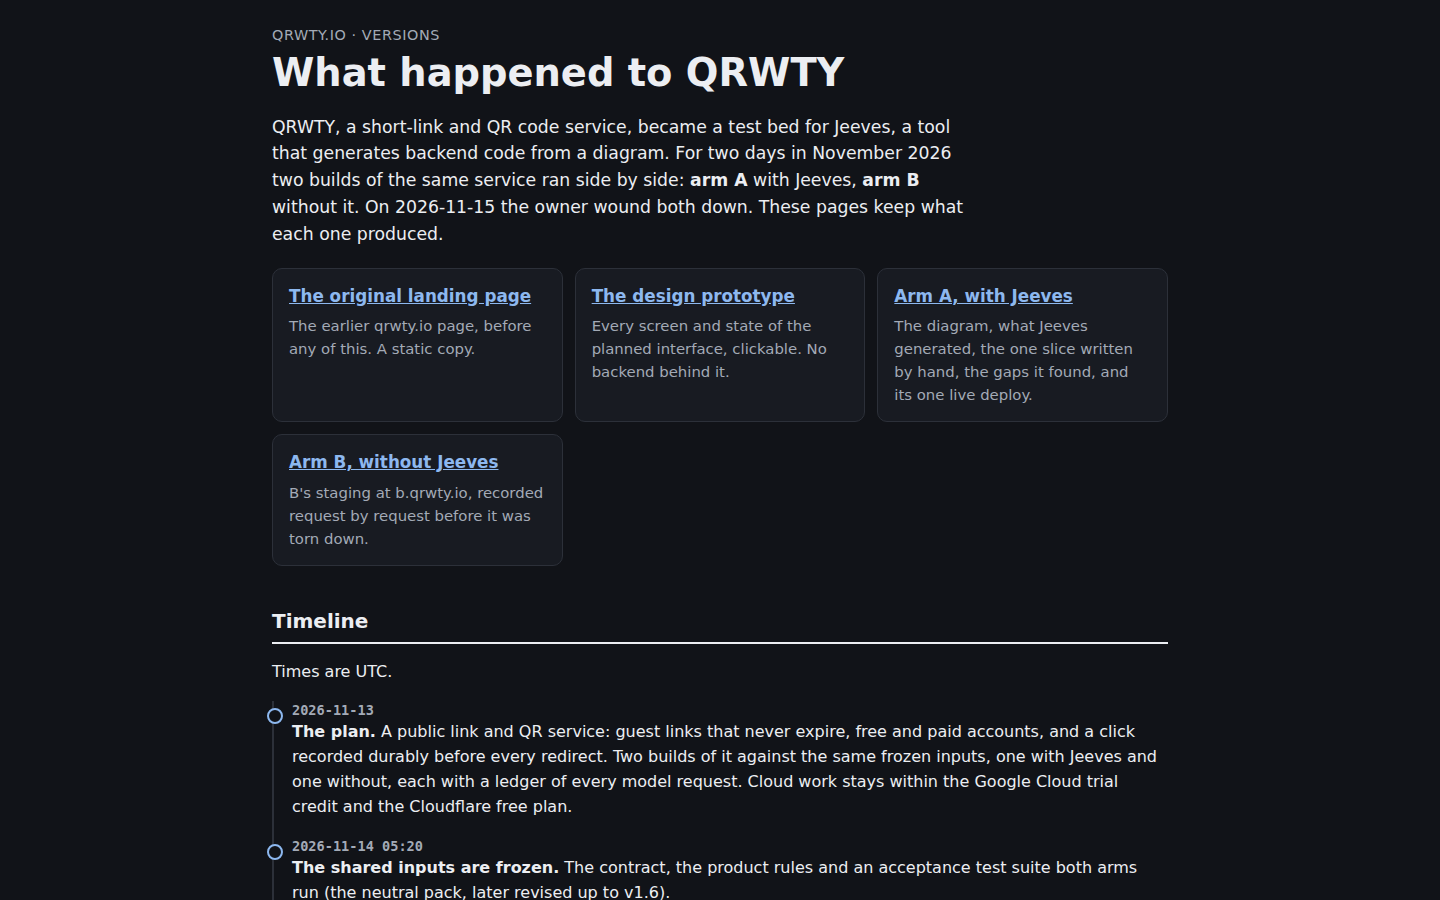 QRWTY.IO · VERSIONS
What happened to QRWTY
QRWTY, a short-link and QR code service, became a test bed for Jeeves, a tool
that generates backend code from a diagram. For two days in November 2026
two builds of the same service ran side by side: arm A with Jeeves, arm B
without it. On 2026-11-15 the owner wound both down. These pages keep what
each one produced.
The original landing page
The earlier qrwty.io page, before
any of this. A static copy.
The design prototype
Every screen and state of the
planned interface, clickable. No
backend behind it.
Arm A, with Jeeves
The diagram, what Jeeves
generated, the one slice written
by hand, the gaps it found, and
its one live deploy.
Arm B, without Jeeves
B's staging at b.qrwty.io, recorded
request by request before it was
torn down.
Timeline
Times are UTC.
2026-11-13
The plan. A public link and QR service: guest links that never expire, free and paid accounts, and a click
recorded durably before every redirect. Two builds of it against the same frozen inputs, one with Jeeves and
one without, each with a ledger of every model request. Cloud work stays within the Google Cloud trial
credit and the Cloudflare free plan.
2026-11-14 05:20
The shared inputs are frozen. The contract, the product rules and an acceptance test suite both arms
run (the neutral pack, later revised up to v1.6).